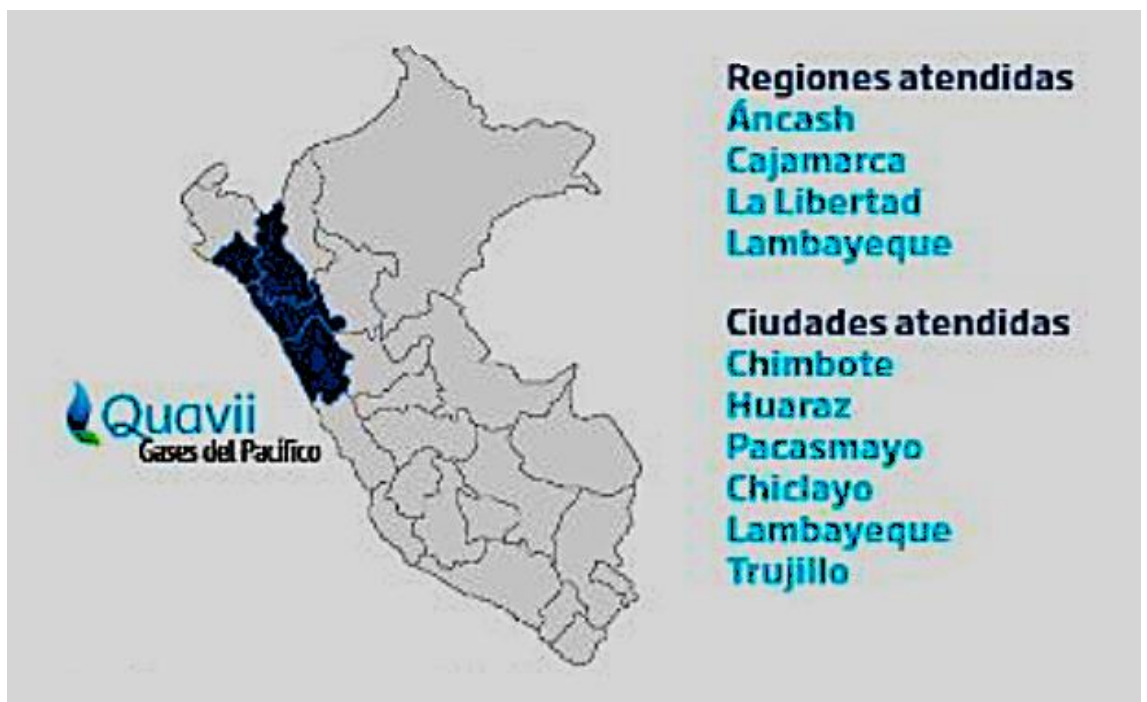 Regiones atendidas
Áncash
Cajamarca
La Libertad
Lambayeque
Ciudades atendidas
Chimbote
Huaraz
Pacasmayo
Chiclayo
Lambayeque
Trujillo
Quavii
Gases del Pacífico